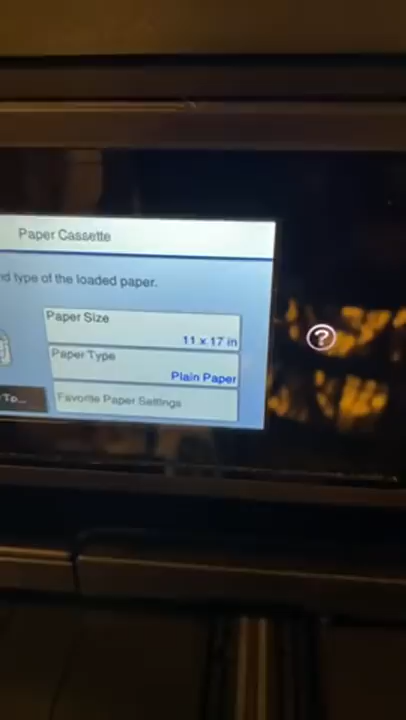 Paper Cassette
d type of the loaded paper.
Paper Size
11 x 17 in
Paper Type
Plain Paper
To...
Favorite Paper Settings
?